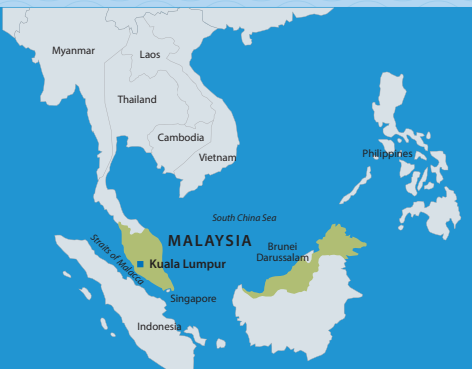 Myanmar
Laos
Thailand
Cambodia
Vietnam
Philippines
South China Sea
MALAYSIA
Straits of Malacca
Brunei
Darussalam
Kuala Lumpur
Singapore
Indonesia